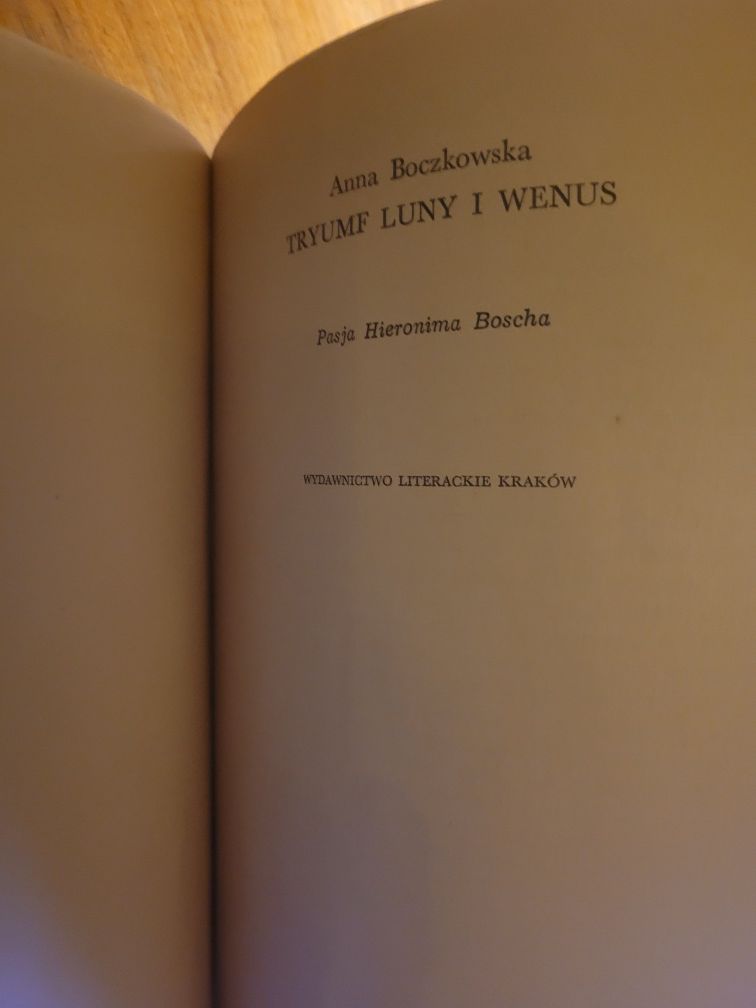 Anna Boczkowska
TRYUMF LUNY I WENUS
Pasja Hieronima Boscha
WYDAWNICTWO LITERACKIE KRAKÓW